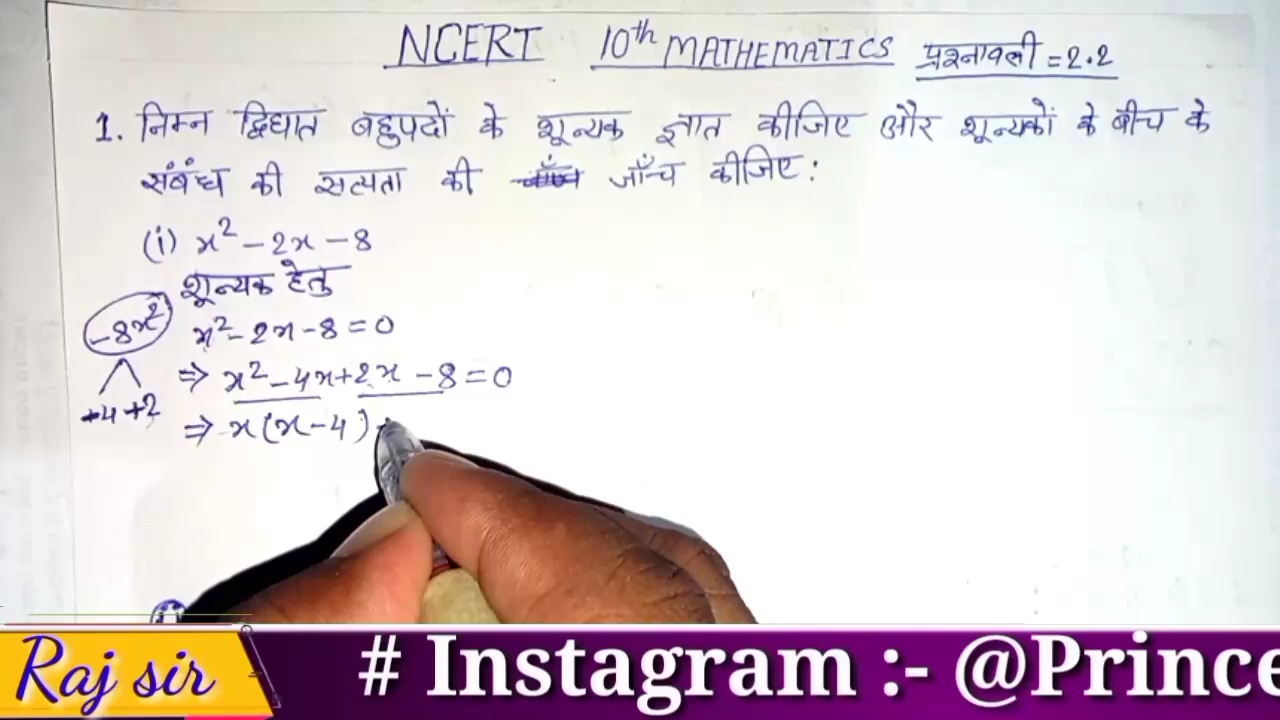 NCERT 10th MATHEMATICS प्रश्नावली = 2.2
1. निम्न द्विघात बहुपदों के शून्यक ज्ञात कीजिए और शून्यकों के बीच के
संबंध की सत्यता की जाँच कीजिए :
(i) x² - 2x - 8
शून्यक हेतु
-8x² x² - 2x - 8 = 0
⇒ x² - 4x + 2x - 8 = 0
-4 +2
⇒ x(x - 4)
Raj sir # Instagram :- @Prince